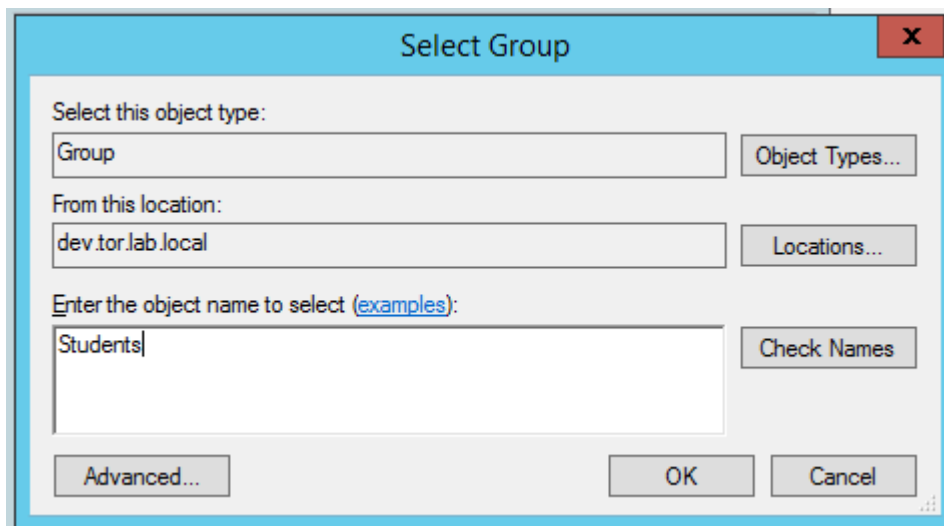 Select Group
x
Select this object type:
Group
Object Types...
From this location:
dev.tor.lab.local
Locations...
Enter the object name to select (examples):
Students
Check Names
Advanced...
OK
Cancel